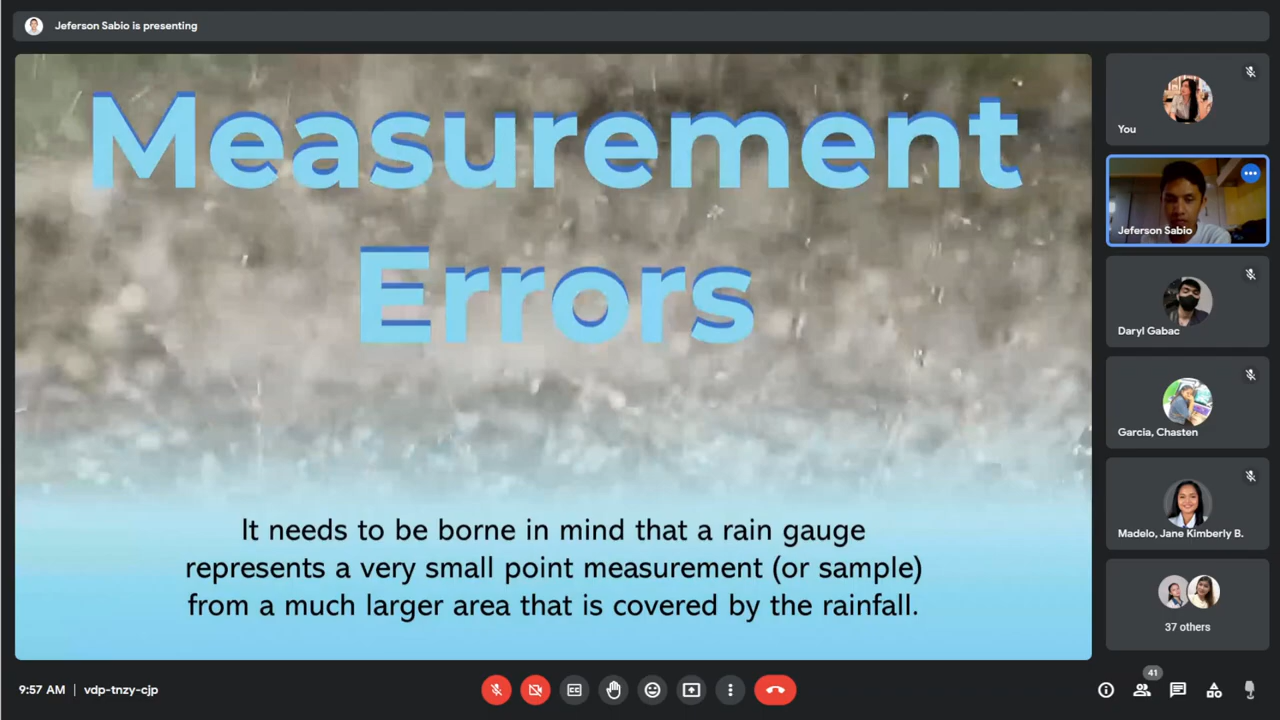 Jeferson Sabio is presenting
Measurement
Errors
It needs to be borne in mind that a rain gauge
represents a very small point measurement (or sample)
from a much larger area that is covered by the rainfall.
You
Jeferson Sabio
Daryl Gabac
Garcia, Chasten
Madelo, Jane Kimberly B.
37 others
9:57 AM | vdp-tnzy-cjp
CC
41